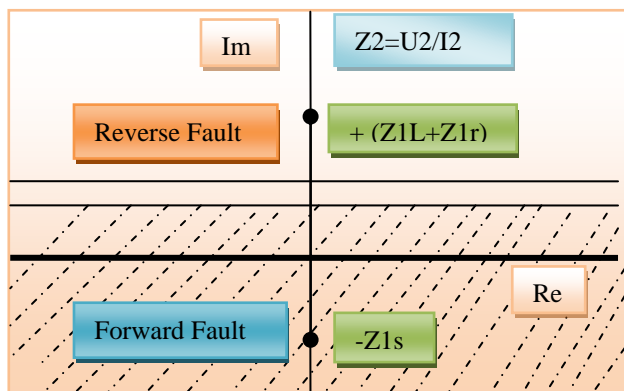 Im
Z2=U2/I2
Reverse Fault
+ (Z1L+Z1r)
Re
Forward Fault
-Z1s